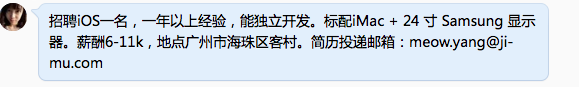 招聘iOS一名，一年以上经验，能独立开发。标配iMac + 24 寸 Samsung 显示
器。薪酬6-11k，地点广州市海珠区客村。简历投递邮箱：meow.yang@ji-
mu.com